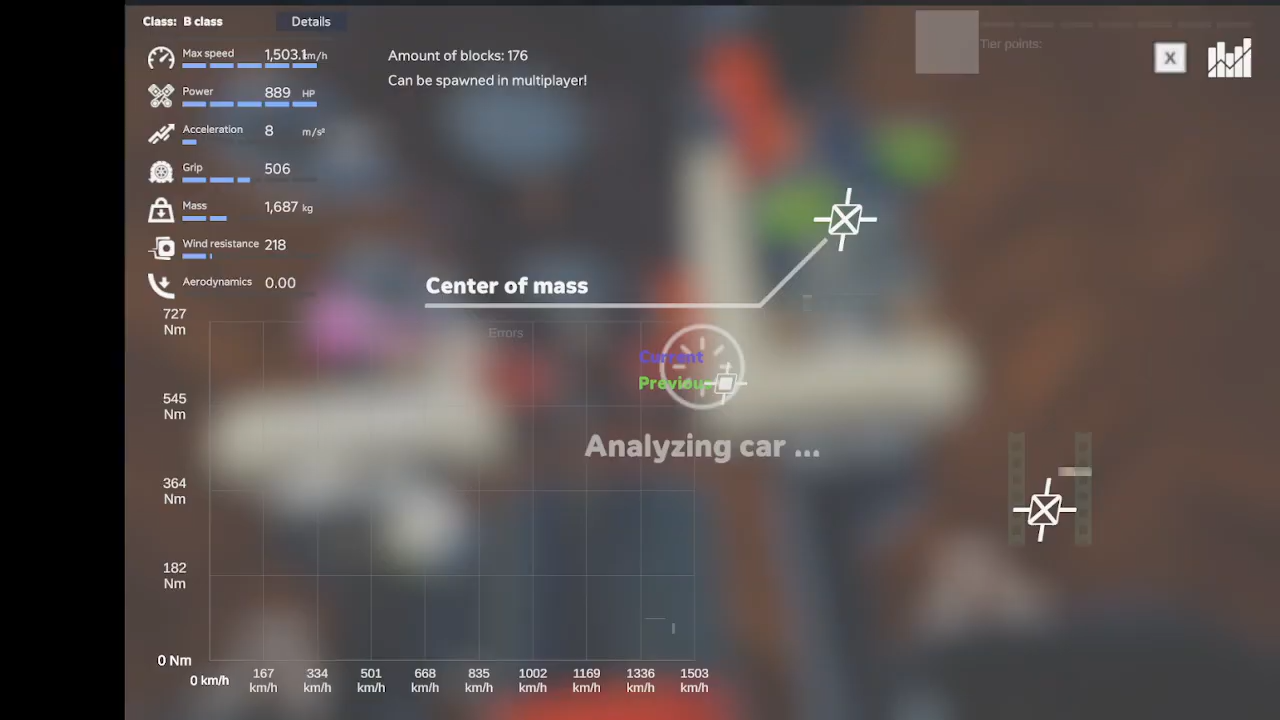 Class: B class
Details
Max speed 1,503.1 km/h
Power 889 HP
Acceleration 8 m/s²
Grip 506
Mass 1,687 kg
Wind resistance 218
Aerodynamics 0.00
Amount of blocks: 176
Can be spawned in multiplayer!
Tier points:
X
Center of mass
Errors
Current
Previous
Analyzing car ...
727 Nm
545 Nm
364 Nm
182 Nm
0 Nm
0 km/h
167 km/h
334 km/h
501 km/h
668 km/h
835 km/h
1002 km/h
1169 km/h
1336 km/h
1503 km/h